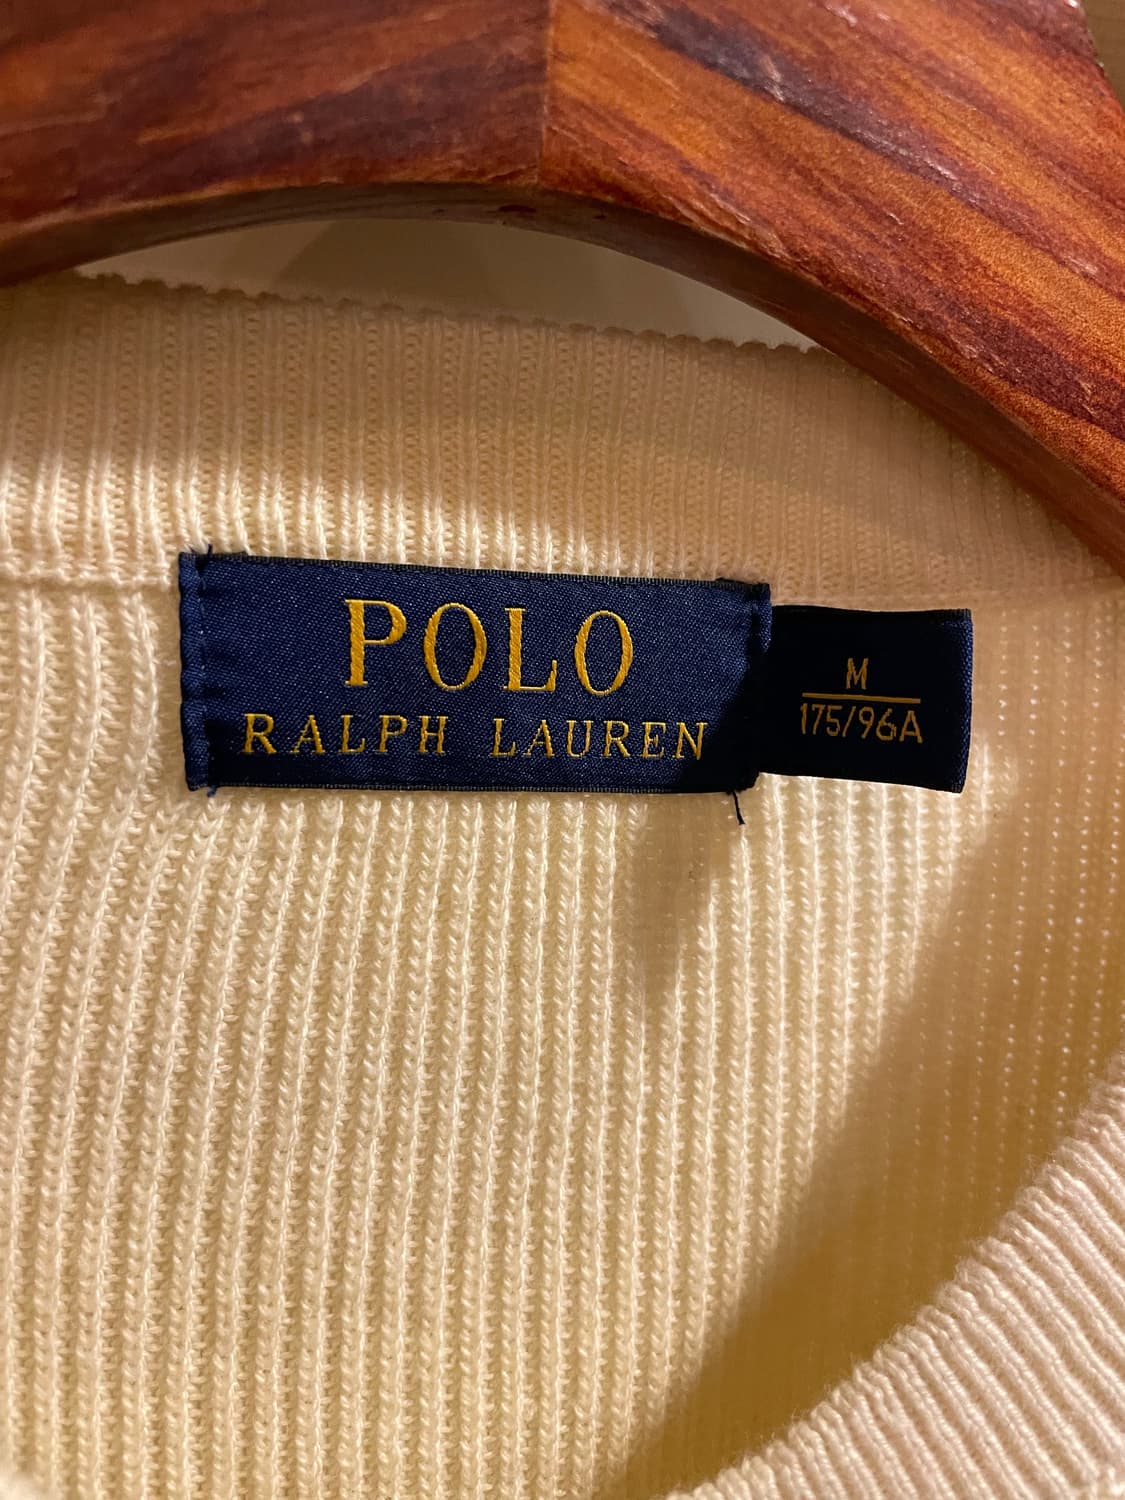 POLO
RALPH LAUREN
M
175/96A